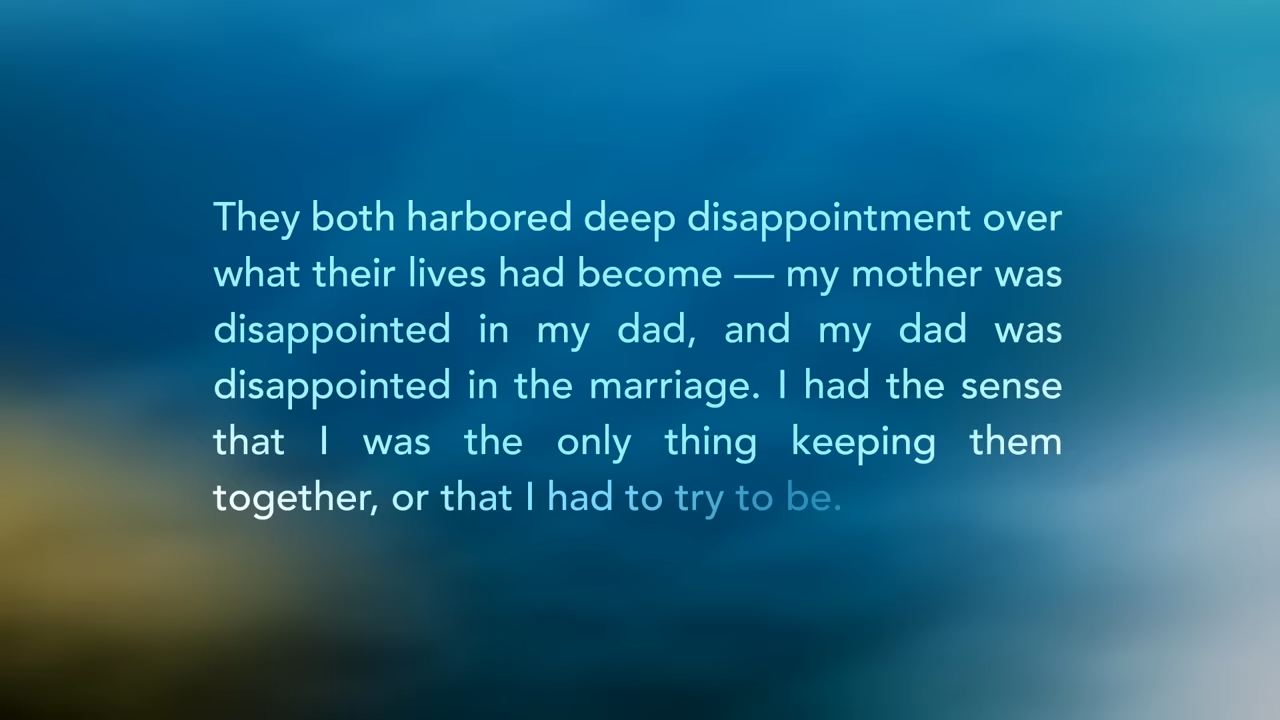 They both harbored deep disappointment over
what their lives had become — my mother was
disappointed in my dad, and my dad was
disappointed in the marriage. I had the sense
that I was the only thing keeping them
together, or that I had to try to be.